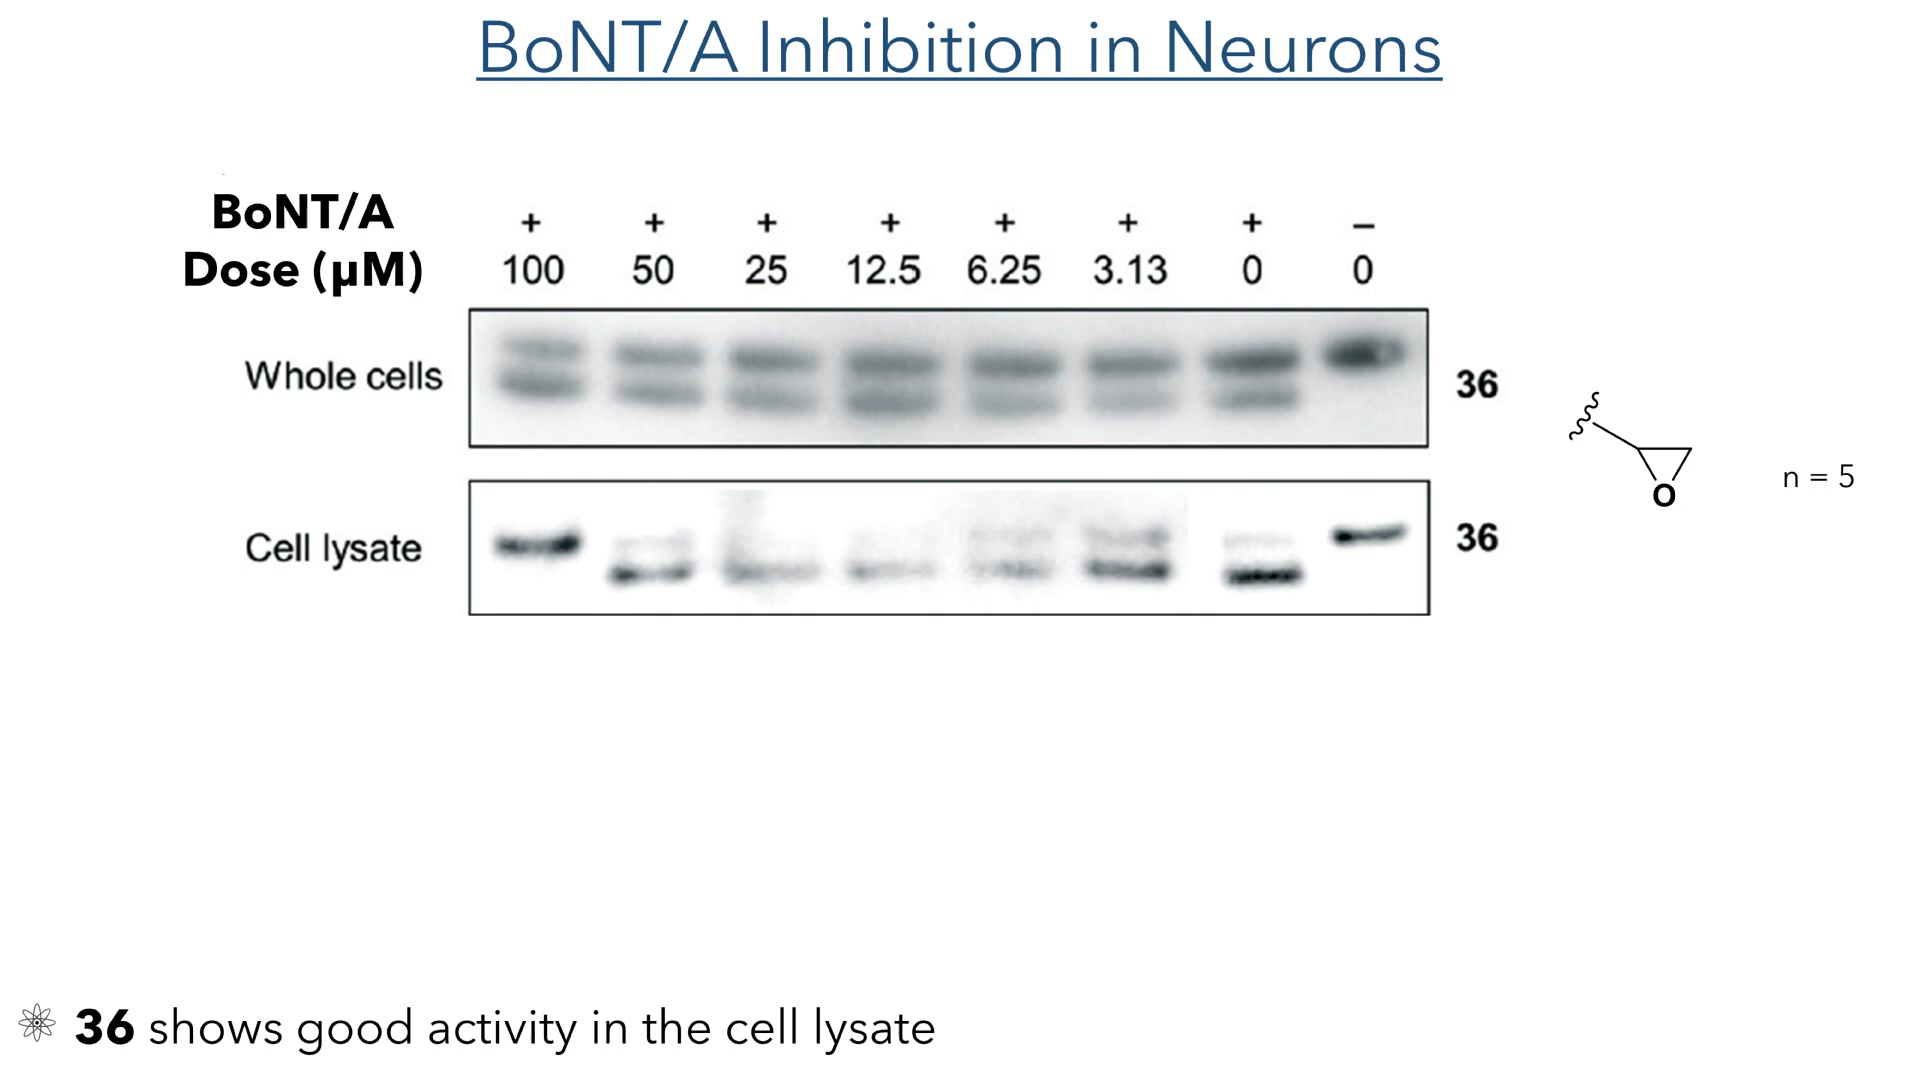 BoNT/A Inhibition in Neurons
BoNT/A + + + + + + + –
Dose (µM) 100 50 25 12.5 6.25 3.13 0 0
Whole cells 36
Cell lysate 36
O
n = 5
36 shows good activity in the cell lysate